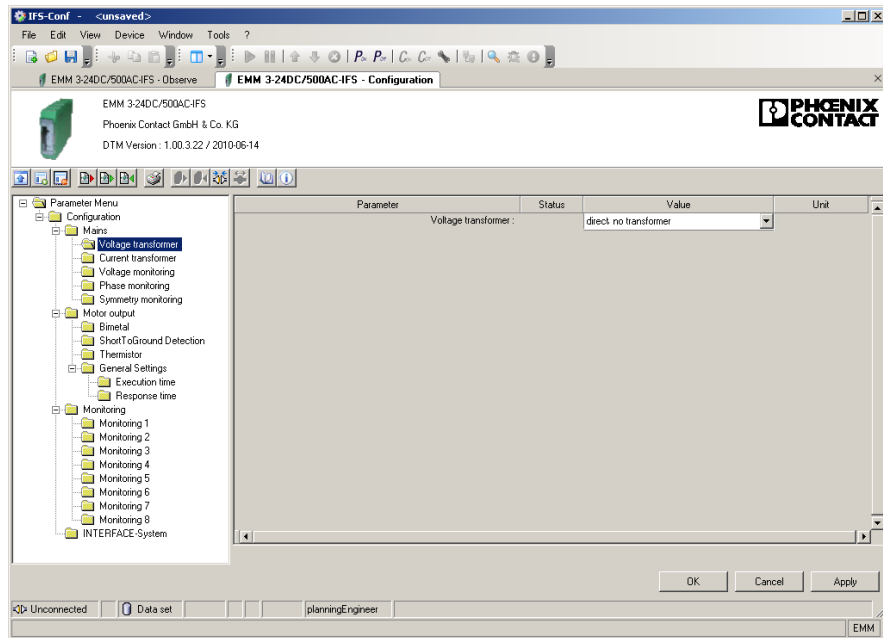 IFS-Conf - <unsaved>
File Edit View Device Window Tools ?
EMM 3-24DC/500AC-IFS - Observe EMM 3-24DC/500AC-IFS - Configuration
EMM 3-24DC/500AC-IFS
Phoenix Contact GmbH & Co. KG
DTM Version : 1.00.3.22 / 2010-06-14
PHŒNIX
CONTACT
Parameter Menu
Configuration
Mains
Voltage transformer
Current transformer
Voltage monitoring
Phase monitoring
Symmetry monitoring
Motor output
Bimetal
ShortToGround Detection
Thermistor
General Settings
Execution time
Response time
Monitoring
Monitoring 1
Monitoring 2
Monitoring 3
Monitoring 4
Monitoring 5
Monitoring 6
Monitoring 7
Monitoring 8
INTERFACE-System
Parameter Status Value Unit
Voltage transformer : direct- no transformer
OK Cancel Apply
Unconnected Data set planningEngineer
EMM